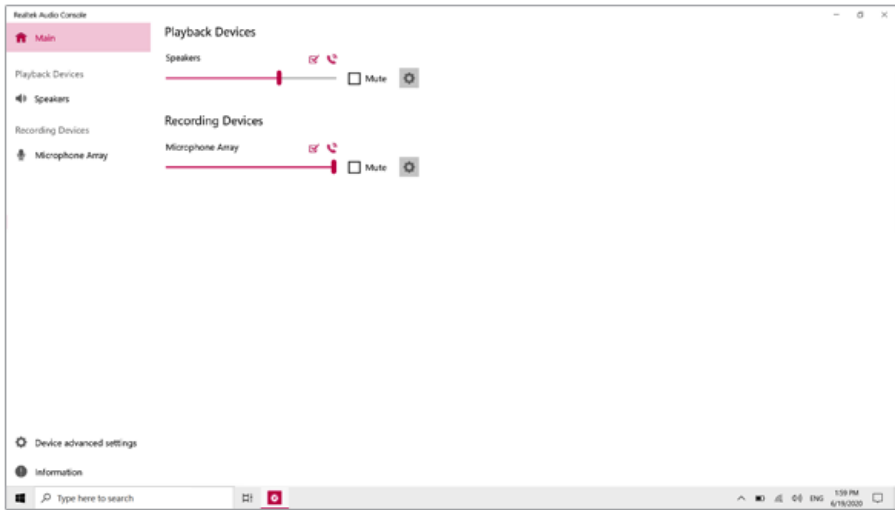 Realtek Audio Console
Main
Playback Devices
Speakers
Recording Devices
Microphone Array
Device advanced settings
Information
Playback Devices
Speakers
Mute
Recording Devices
Microphone Array
Mute
Type here to search
ENG
1:59 PM
6/19/2020